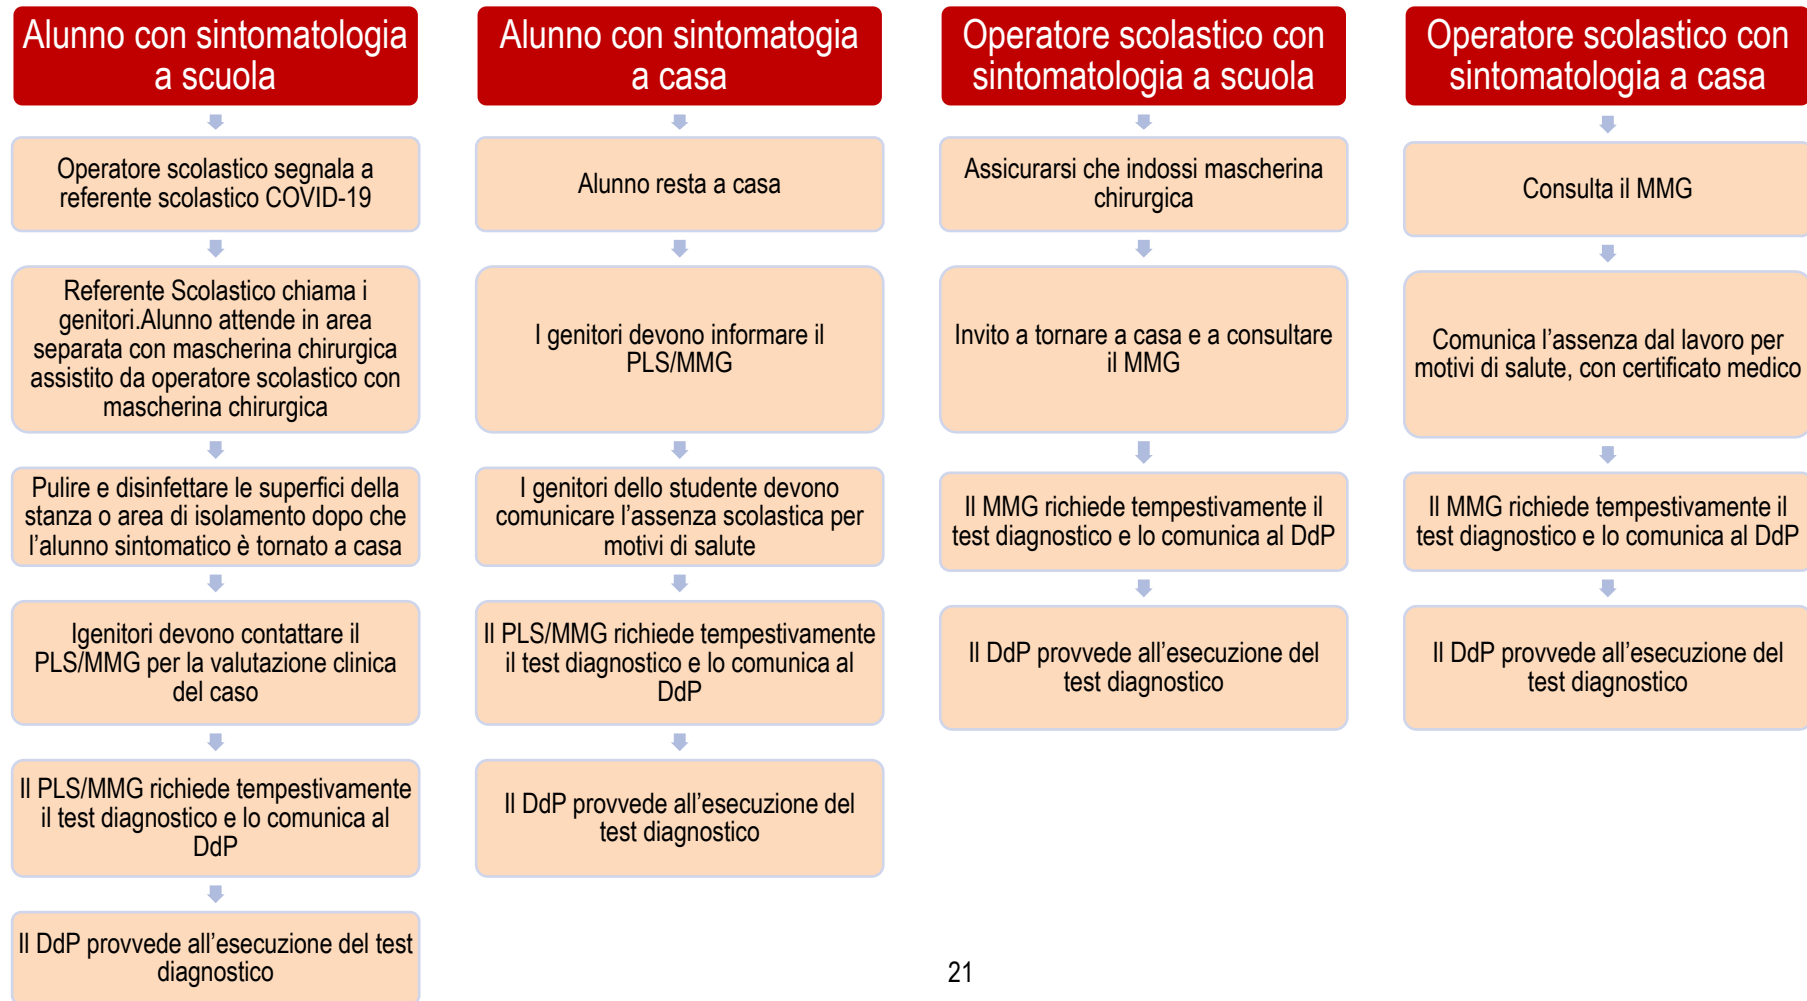 Alunno con sintomatologia
a scuola
Operatore scolastico segnala a
referente scolastico COVID-19
Referente Scolastico chiama i
genitori.Alunno attende in area
separata con mascherina chirurgica
assistito da operatore scolastico con
mascherina chirurgica
Pulire e disinfettare le superfici della
stanza o area di isolamento dopo che
l'alunno sintomatico è tornato a casa
Igenitori devono contattare il
PLS/MMG per la valutazione clinica
del caso
Il PLS/MMG richiede tempestivamente
il test diagnostico e lo comunica al
DdP
Il DdP provvede all'esecuzione del test
diagnostico
Alunno con sintomatogia
a casa
Alunno resta a casa
I genitori devono informare il
PLS/MMG
I genitori dello studente devono
comunicare l'assenza scolastica per
motivi di salute
Il PLS/MMG richiede tempestivamente
il test diagnostico e lo comunica al
DdP
Il DdP provvede all'esecuzione del
test diagnostico
Operatore scolastico con
sintomatologia a scuola
Assicurarsi che indossi mascherina
chirurgica
Invito a tornare a casa e a consultare
il MMG
Il MMG richiede tempestivamente il
test diagnostico e lo comunica al DdP
Il DdP provvede all'esecuzione del
test diagnostico
Operatore scolastico con
sintomatologia a casa
Consulta il MMG
Comunica l'assenza dal lavoro per
motivi di salute, con certificato medico
Il MMG richiede tempestivamente il
test diagnostico e lo comunica al DdP
Il DdP provvede all'esecuzione del
test diagnostico
21